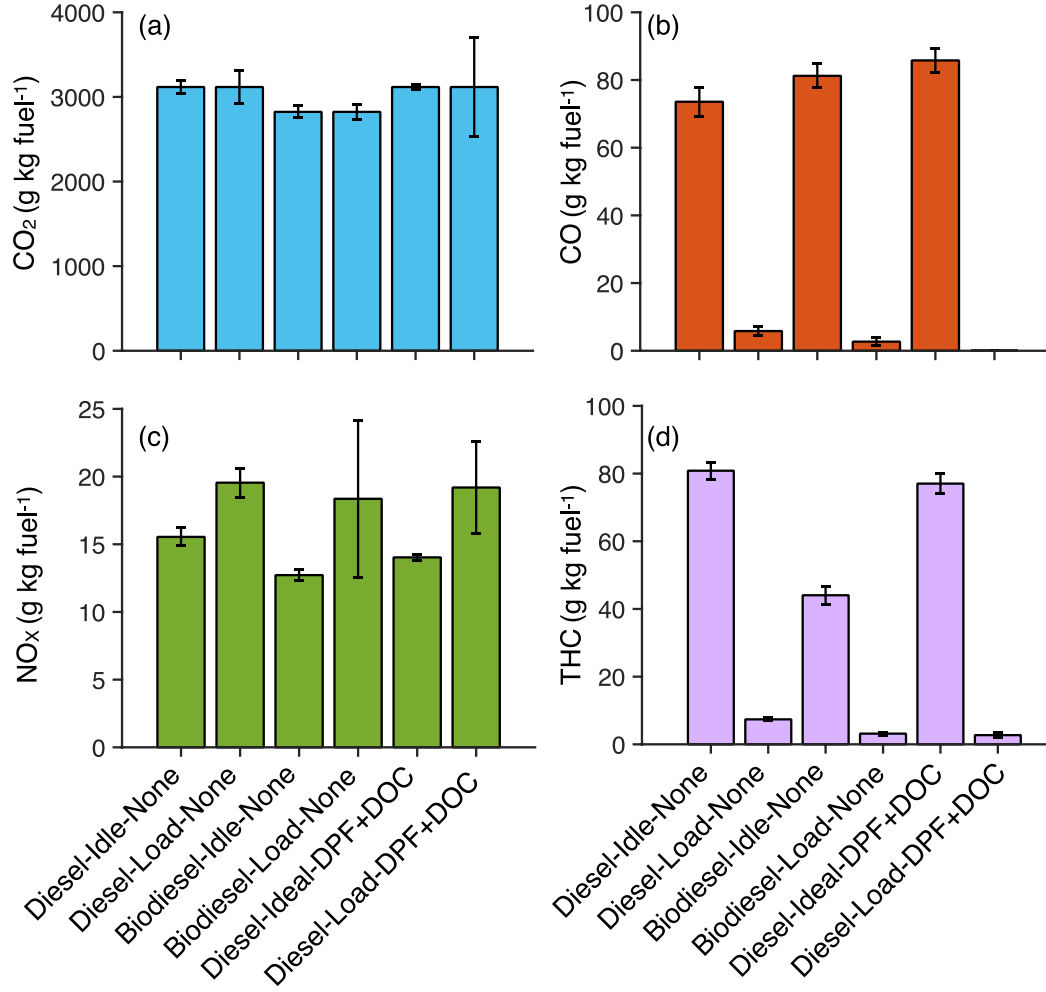 (a)
CO₂ (g kg fuel⁻¹)
4000
3000
2000
1000
0
(b)
CO (g kg fuel⁻¹)
100
80
60
40
20
0
(c)
NOₓ (g kg fuel⁻¹)
25
20
15
10
5
0
Diesel-Idle-None
Diesel-Load-None
Biodiesel-Idle-None
Biodiesel-Load-None
Diesel-Ideal-DPF+DOC
Diesel-Load-DPF+DOC
(d)
THC (g kg fuel⁻¹)
100
80
60
40
20
0
Diesel-Idle-None
Diesel-Load-None
Biodiesel-Idle-None
Biodiesel-Load-None
Diesel-Ideal-DPF+DOC
Diesel-Load-DPF+DOC